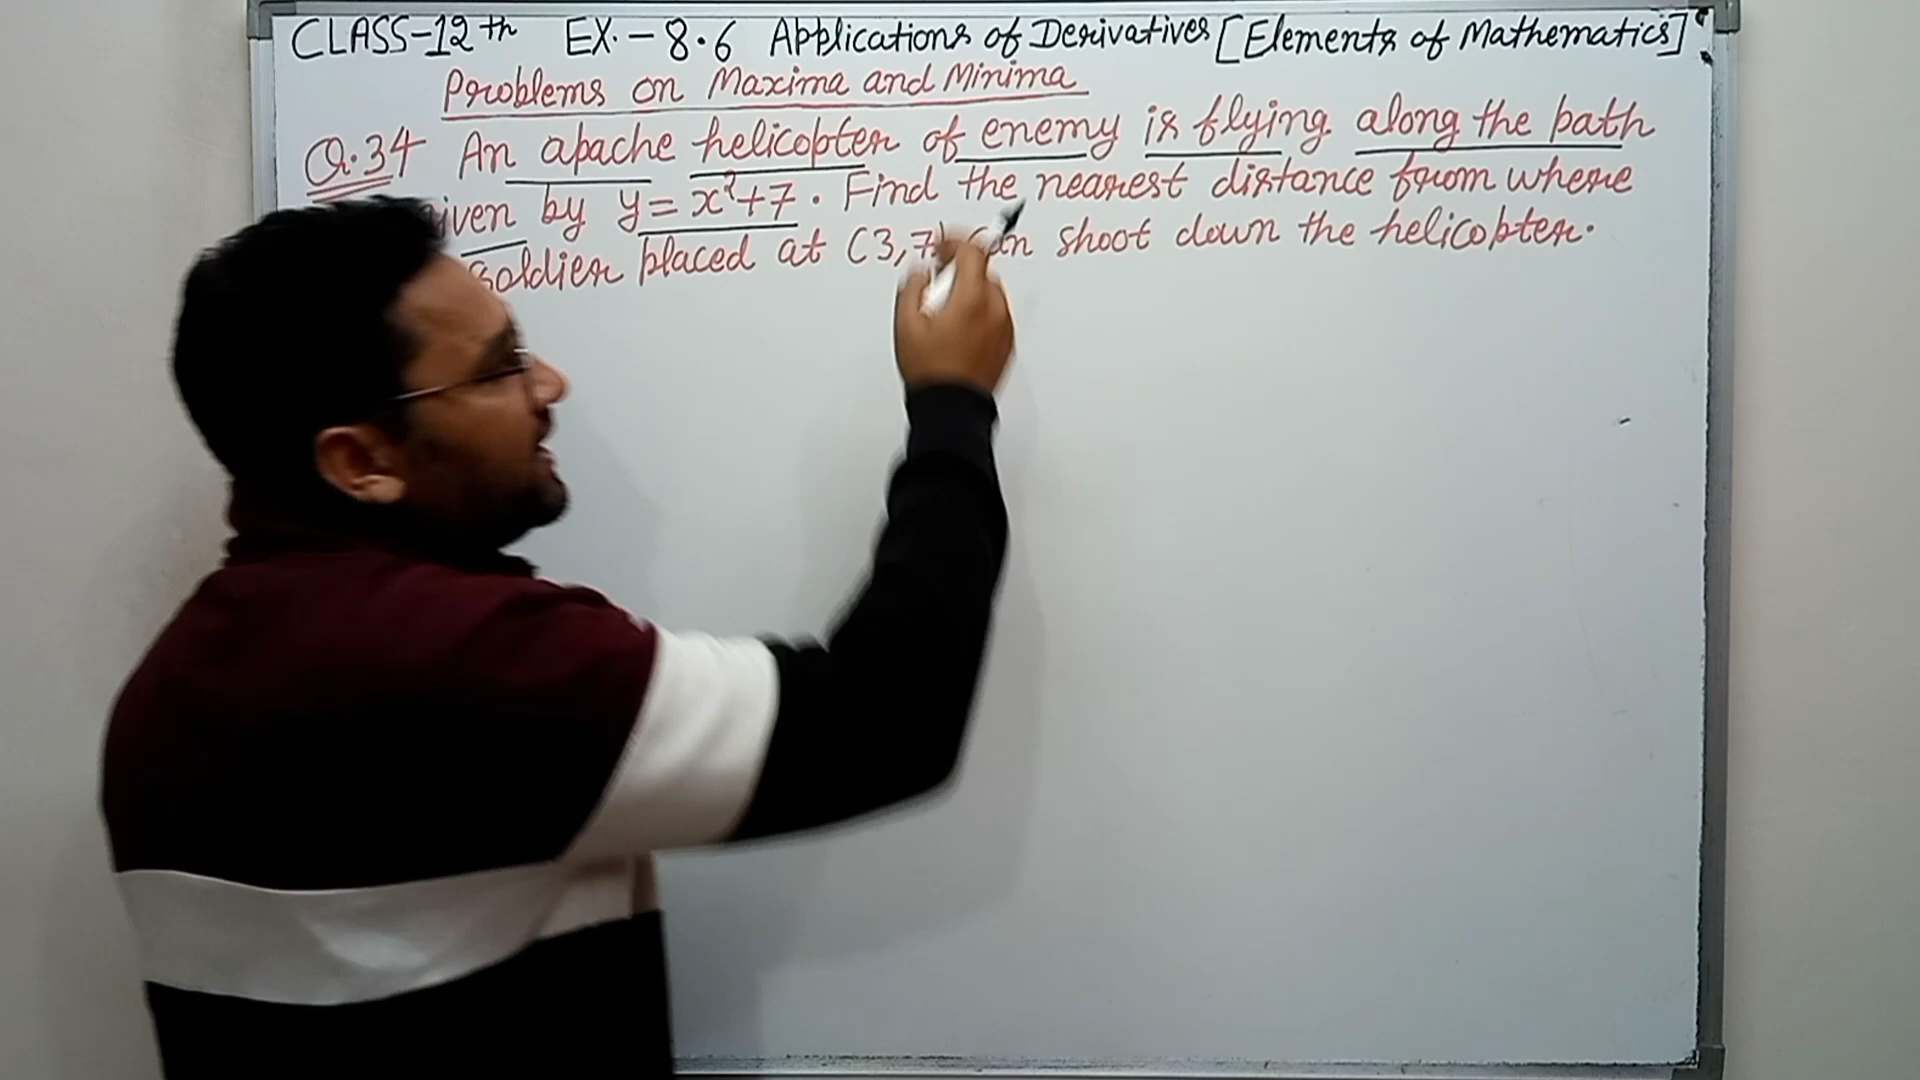 CLASS-12th EX.-8.6 Applications of Derivatives [Elements of Mathematics]
Problems on Maxima and Minima
Q.34 An apache helicopter of enemy is flying along the path
iven by y=x²+7. Find the nearest distance from where
soldier placed at (3,7) can shoot down the helicopter.